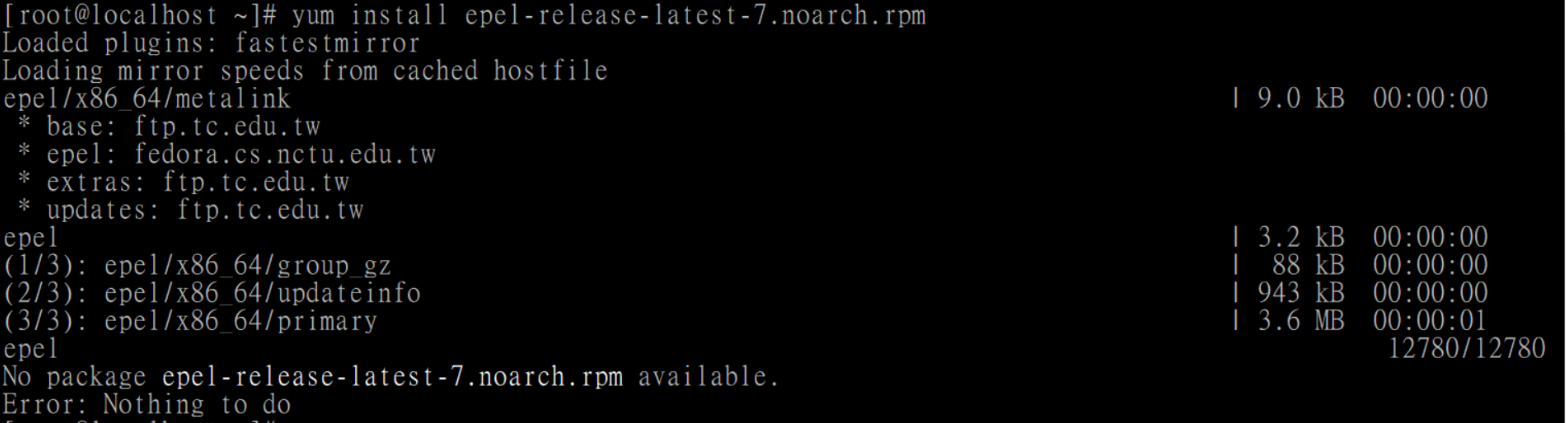 [root@localhost ~]# yum install epel-release-latest-7.noarch.rpm
Loaded plugins: fastestmirror
Loading mirror speeds from cached hostfile
epel/x86_64/metalink | 9.0 kB 00:00:00
* base: ftp.tc.edu.tw
* epel: fedora.cs.nctu.edu.tw
* extras: ftp.tc.edu.tw
* updates: ftp.tc.edu.tw
epel | 3.2 kB 00:00:00
(1/3): epel/x86_64/group_gz | 88 kB 00:00:00
(2/3): epel/x86_64/updateinfo | 943 kB 00:00:00
(3/3): epel/x86_64/primary | 3.6 MB 00:00:01
epel 12780/12780
No package epel-release-latest-7.noarch.rpm available.
Error: Nothing to do